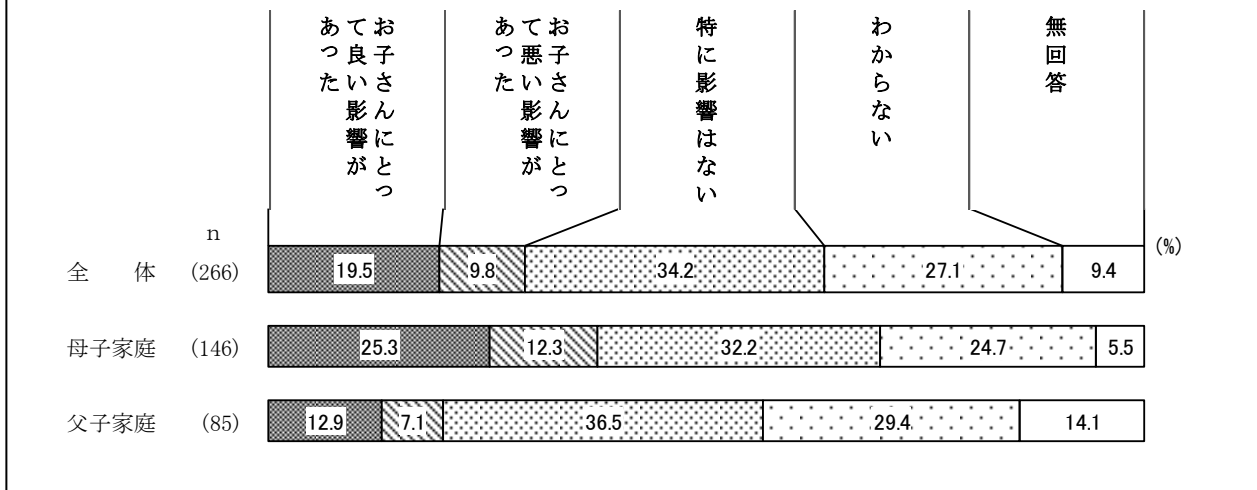 お子さんにとっ
て良い影響が
あった
お子さんにとっ
て悪い影響が
あった
特に影響はない
わからない
無回答
n
(%)
全　体 (266) 19.5 9.8 34.2 27.1 9.4
母子家庭 (146) 25.3 12.3 32.2 24.7 5.5
父子家庭 (85) 12.9 7.1 36.5 29.4 14.1